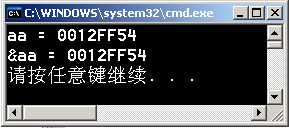 C:\WINDOWS\system32\cmd.exe
aa = 0012FF54
&aa = 0012FF54
请按任意键继续. . .